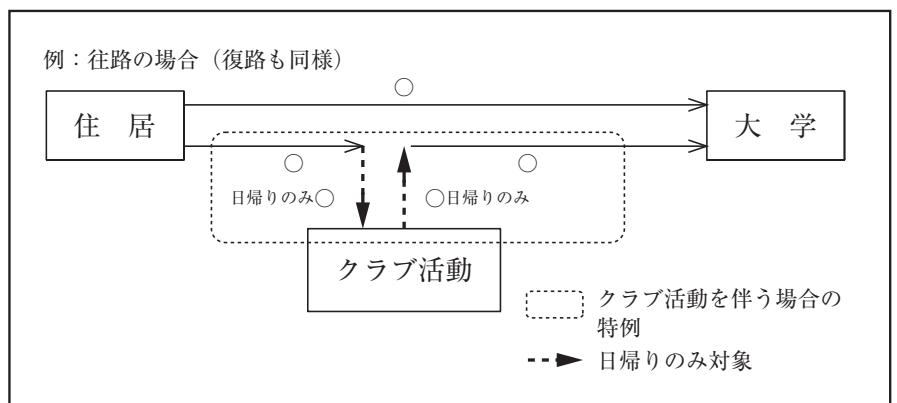 例：往路の場合（復路も同様）
○
住　居
大　学
○
○
日帰りのみ○
○日帰りのみ
クラブ活動
クラブ活動を伴う場合の
特例
日帰りのみ対象